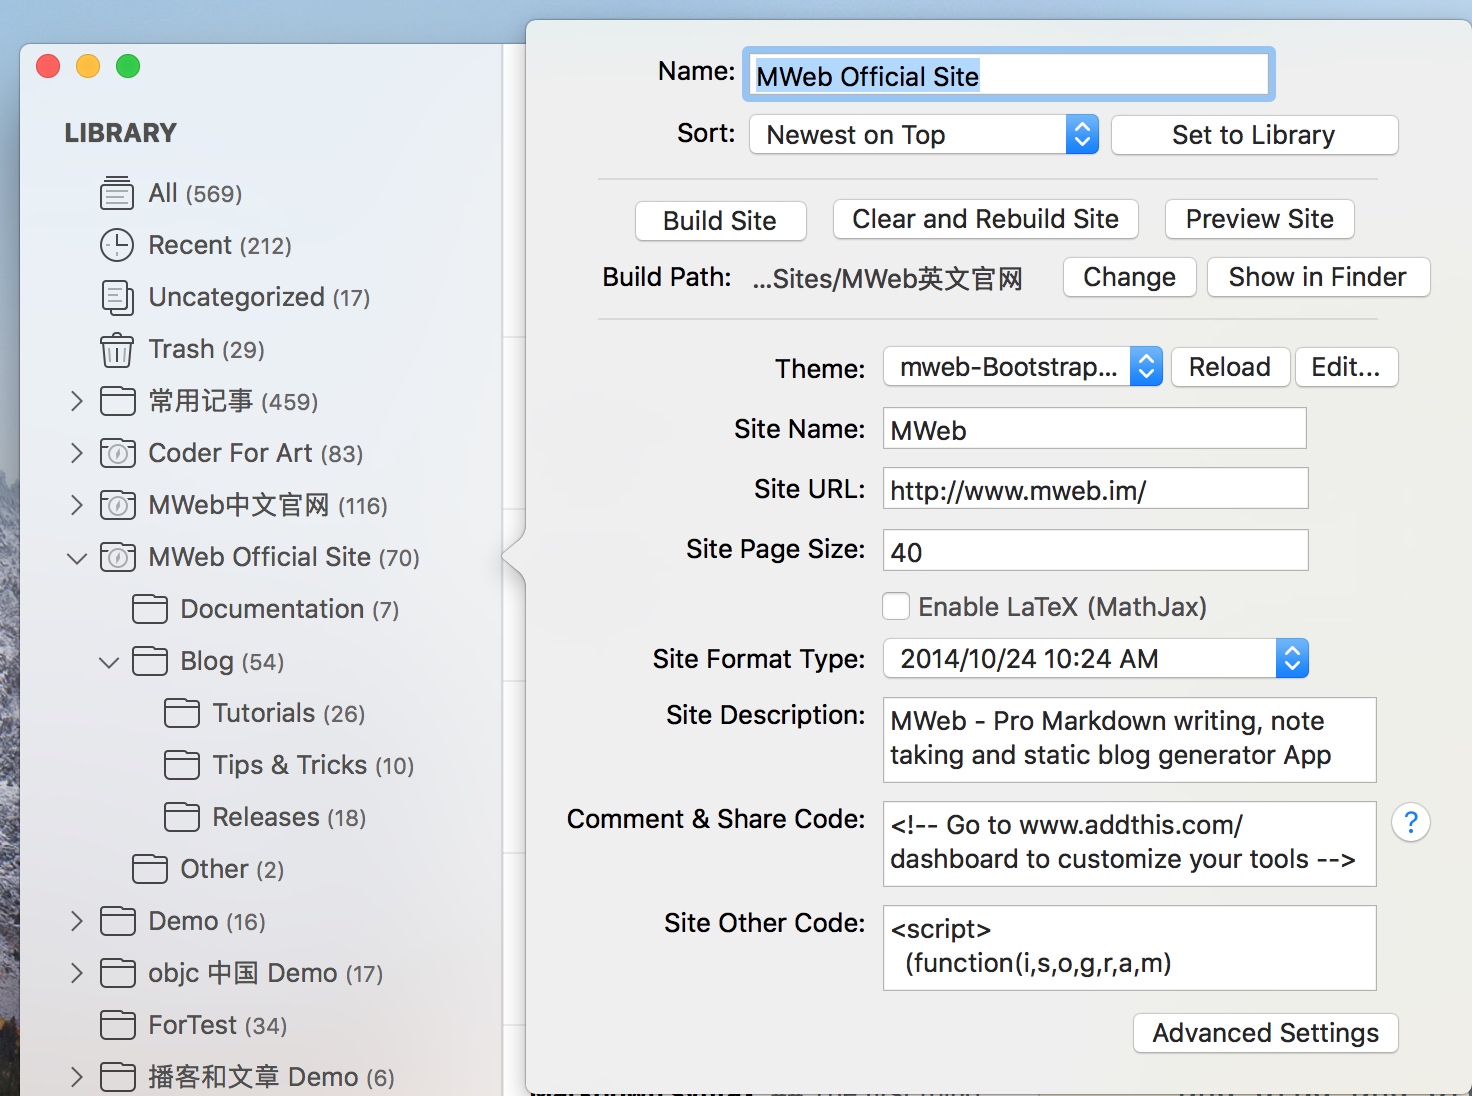 LIBRARY
All (569)
Recent (212)
Uncategorized (17)
Trash (29)
常用记事 (459)
Coder For Art (83)
MWeb中文官网 (116)
MWeb Official Site (70)
Documentation (7)
Blog (54)
Tutorials (26)
Tips & Tricks (10)
Releases (18)
Other (2)
Demo (16)
objc 中国 Demo (17)
ForTest (34)
播客和文章 Demo (6)
Name: MWeb Official Site
Sort: Newest on Top Set to Library
Build Site Clear and Rebuild Site Preview Site
Build Path: ...Sites/MWeb英文官网 Change Show in Finder
Theme: mweb-Bootstrap... Reload Edit...
Site Name: MWeb
Site URL: http://www.mweb.im/
Site Page Size: 40
Enable LaTeX (MathJax)
Site Format Type: 2014/10/24 10:24 AM
Site Description: MWeb - Pro Markdown writing, note
taking and static blog generator App
Comment & Share Code: <!-- Go to www.addthis.com/
dashboard to customize your tools --> ?
Site Other Code: <script>
(function(i,s,o,g,r,a,m)
Advanced Settings